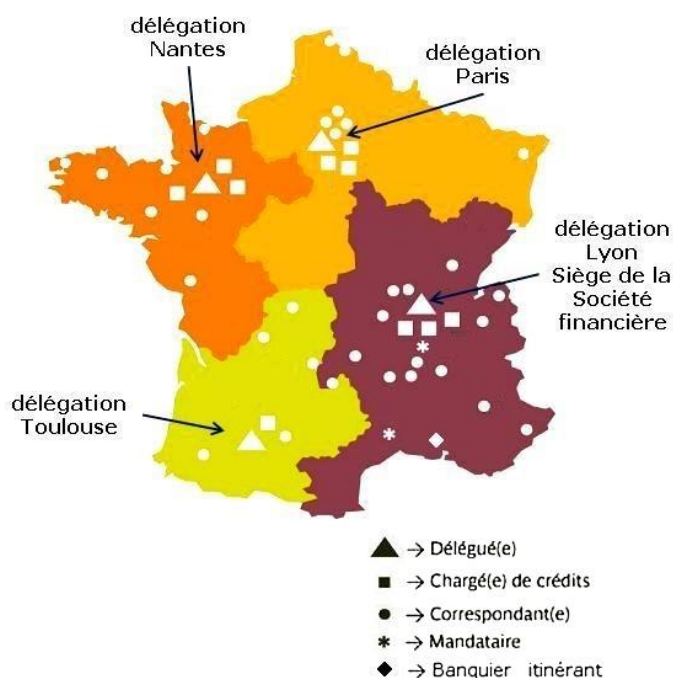 délégation
Nantes
délégation
Paris
délégation
Lyon
Siège de la
Société
financière
délégation
Toulouse
→ Délégué(e)
→ Chargé(e) de crédits
→ Correspondant(e)
→ Mandataire
→ Banquier itinérant